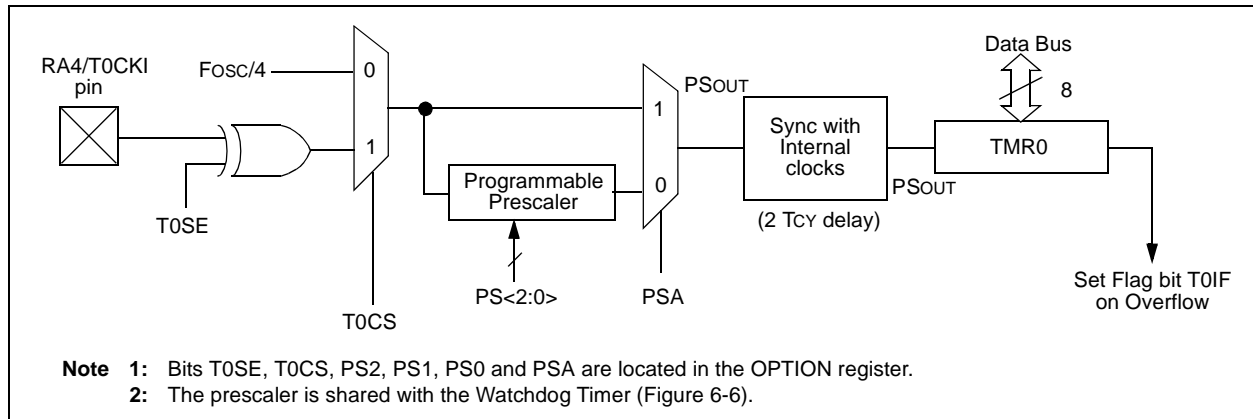 RA4/T0CKI
pin
FOSC/4
0
1
T0SE
T0CS
Programmable
Prescaler
PS<2:0>
1
0
PSA
PSOUT
Sync with
Internal
clocks
(2 TCY delay)
PSOUT
Data Bus
8
TMR0
Set Flag bit T0IF
on Overflow
Note 1: Bits T0SE, T0CS, PS2, PS1, PS0 and PSA are located in the OPTION register.
2: The prescaler is shared with the Watchdog Timer (Figure 6-6).